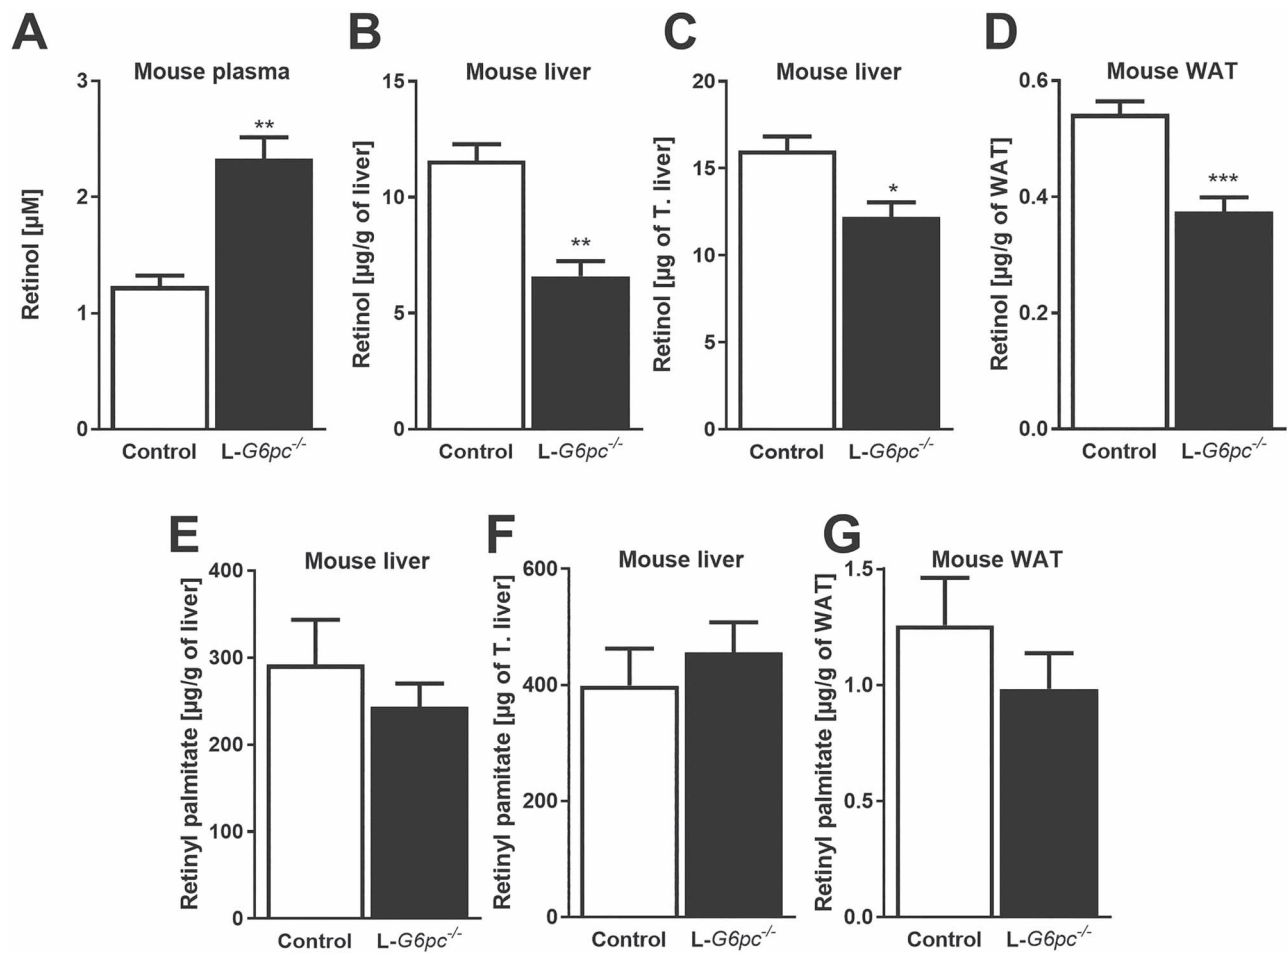 A
Mouse plasma
Retinol [µM]
3
2
1
0
**
Control
L-G6pc-/-
B
Mouse liver
Retinol [µg/g of liver]
15
10
5
0
**
Control
L-G6pc-/-
C
Mouse liver
Retinol [µg of T. liver]
20
15
10
5
0
*
Control
L-G6pc-/-
D
Mouse WAT
Retinol [µg/g of WAT]
0.6
0.4
0.2
0.0
***
Control
L-G6pc-/-
E
Mouse liver
Retinyl palmitate [µg/g of liver]
400
300
200
100
0
Control
L-G6pc-/-
F
Mouse liver
Retinyl pamitate [µg of T. liver]
600
400
200
0
Control
L-G6pc-/-
G
Mouse WAT
Retinyl palmitate [µg/g of WAT]
1.5
1.0
0.5
0.0
Control
L-G6pc-/-